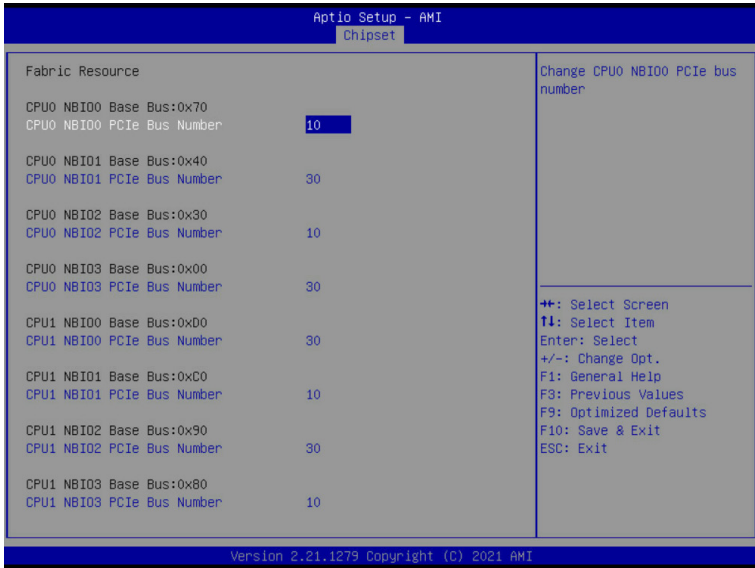 Aptio Setup - AMI
Chipset
Fabric Resource
CPU0 NBIO0 Base Bus:0x70
CPU0 NBIO0 PCIe Bus Number 10
CPU0 NBIO1 Base Bus:0x40
CPU0 NBIO1 PCIe Bus Number 30
CPU0 NBIO2 Base Bus:0x30
CPU0 NBIO2 PCIe Bus Number 10
CPU0 NBIO3 Base Bus:0x00
CPU0 NBIO3 PCIe Bus Number 30
CPU1 NBIO0 Base Bus:0xD0
CPU1 NBIO0 PCIe Bus Number 30
CPU1 NBIO1 Base Bus:0xC0
CPU1 NBIO1 PCIe Bus Number 10
CPU1 NBIO2 Base Bus:0x90
CPU1 NBIO2 PCIe Bus Number 30
CPU1 NBIO3 Base Bus:0x80
CPU1 NBIO3 PCIe Bus Number 10
Change CPU0 NBIO0 PCIe bus
number
→←: Select Screen
↑↓: Select Item
Enter: Select
+/-: Change Opt.
F1: General Help
F3: Previous Values
F9: Optimized Defaults
F10: Save & Exit
ESC: Exit
Version 2.21.1279 Copyright (C) 2021 AMI